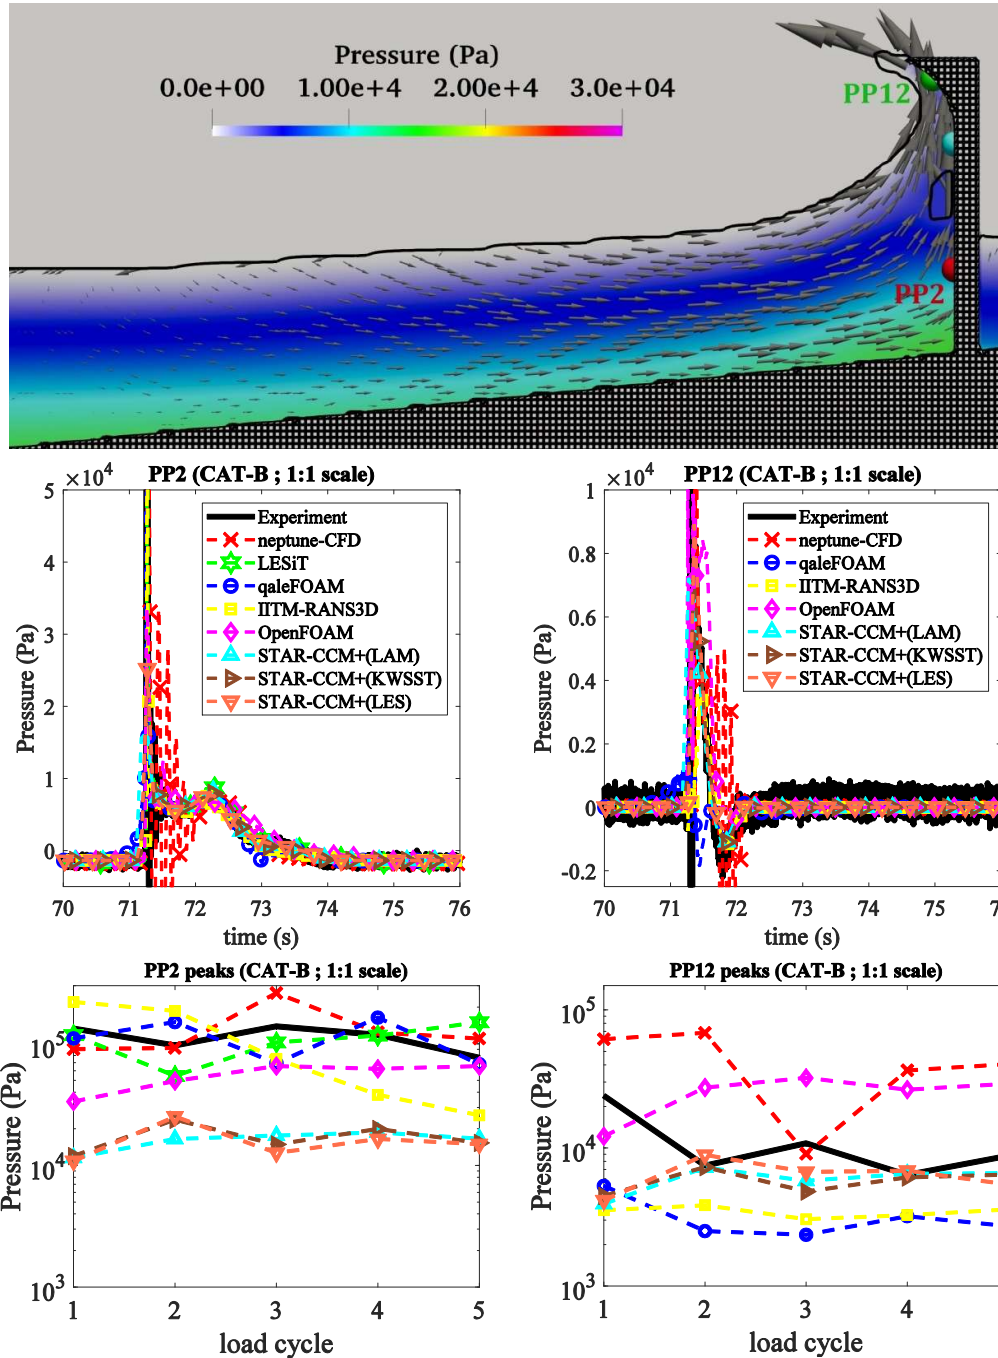 Pressure (Pa)
0.0e+00 1.00e+4 2.00e+4 3.0e+04
PP12
PP2
PP2 (CAT-B ; 1:1 scale)
×10⁴
5
4
3
2
1
0
Pressure (Pa)
Experiment
neptune-CFD
LESiT
qaleFOAM
IITM-RANS3D
OpenFOAM
STAR-CCM+(LAM)
STAR-CCM+(KWSST)
STAR-CCM+(LES)
70 71 72 73 74 75 76
time (s)
PP12 (CAT-B ; 1:1 scale)
×10⁴
1
0.8
0.6
0.4
0.2
0
-0.2
Pressure (Pa)
Experiment
neptune-CFD
qaleFOAM
IITM-RANS3D
OpenFOAM
STAR-CCM+(LAM)
STAR-CCM+(KWSST)
STAR-CCM+(LES)
70 71 72 73 74 75
time (s)
PP2 peaks (CAT-B ; 1:1 scale)
10⁵
10⁴
10³
Pressure (Pa)
1 2 3 4 5
load cycle
PP12 peaks (CAT-B ; 1:1 scale)
10⁵
10⁴
10³
Pressure (Pa)
1 2 3 4
load cycle